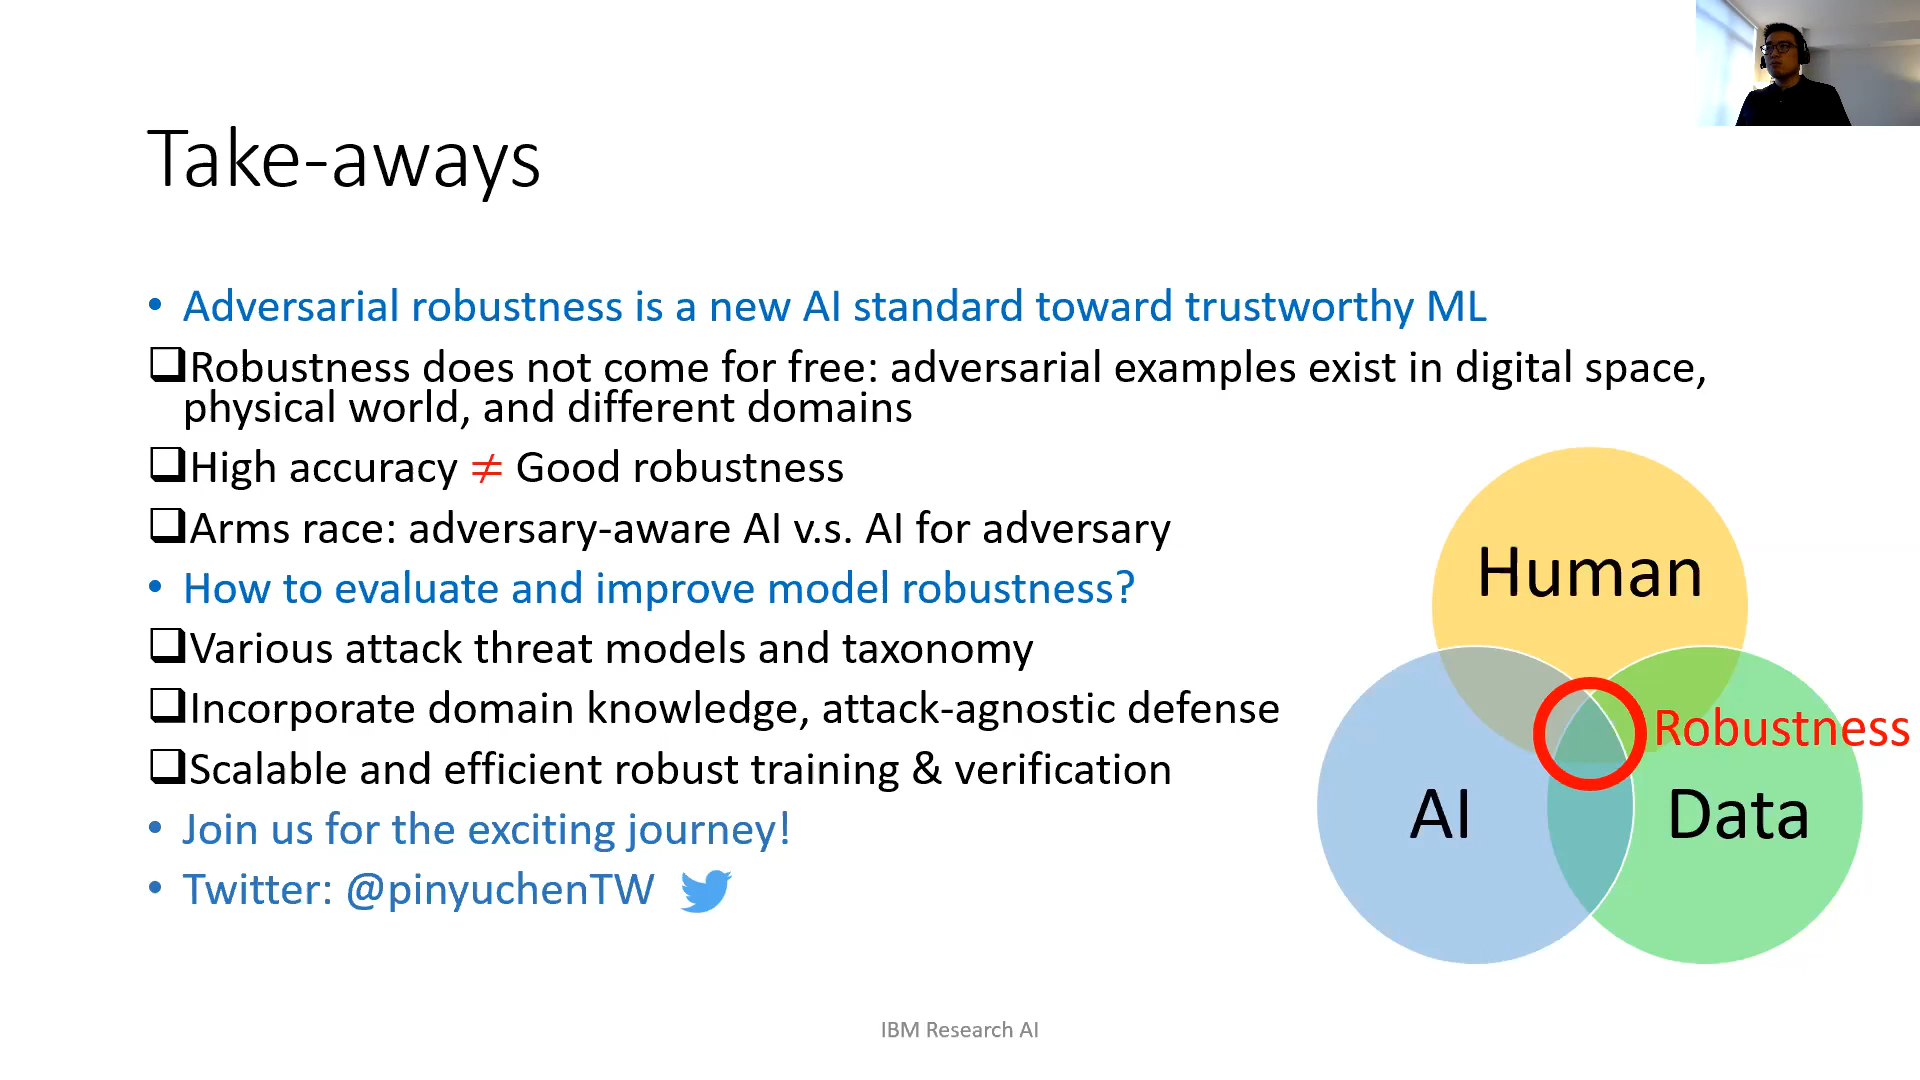 Take-aways
• Adversarial robustness is a new AI standard toward trustworthy ML
❑Robustness does not come for free: adversarial examples exist in digital space,
physical world, and different domains
❑High accuracy ≠ Good robustness
❑Arms race: adversary-aware AI v.s. AI for adversary
• How to evaluate and improve model robustness?
❑Various attack threat models and taxonomy
❑Incorporate domain knowledge, attack-agnostic defense
❑Scalable and efficient robust training & verification
• Join us for the exciting journey!
• Twitter: @pinyuchenTW
Human
Robustness
AI
Data
IBM Research AI